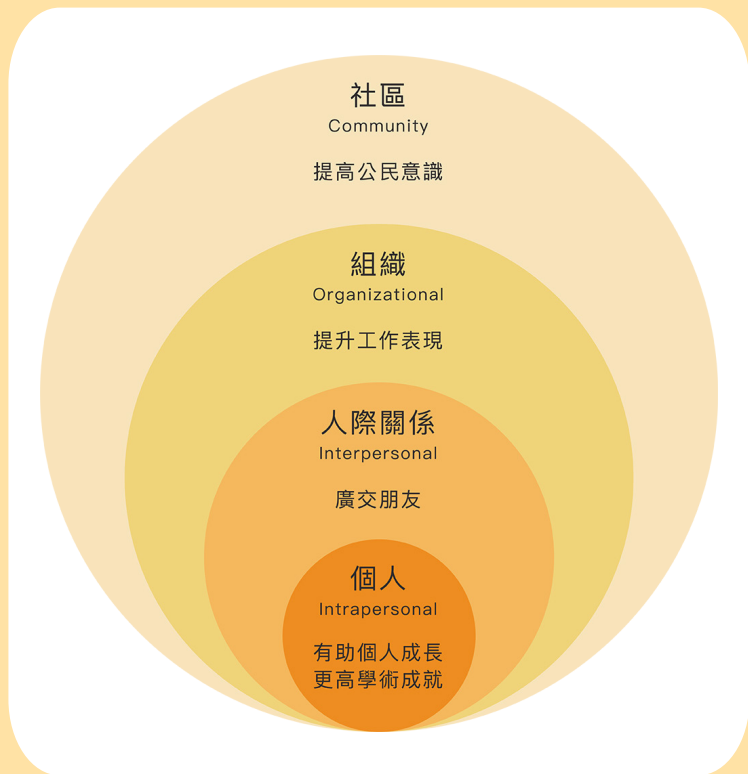 社區
Community
提高公民意識
組織
Organizational
提升工作表現
人際關係
Interpersonal
廣交朋友
個人
Intrapersonal
有助個人成長
更高學術成就